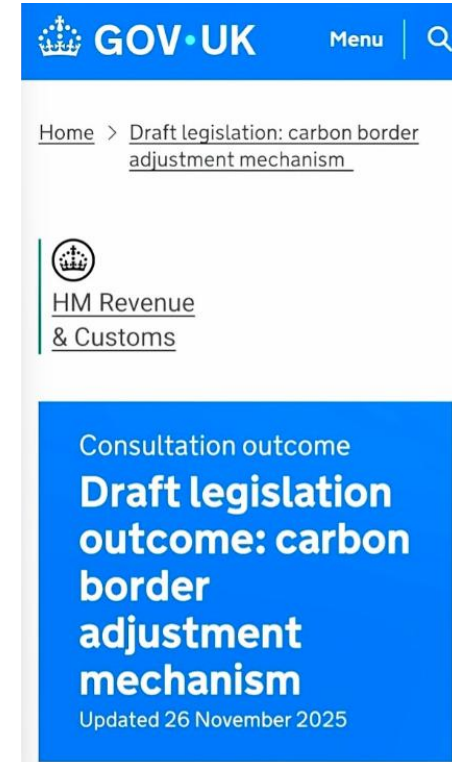 GOV·UK Menu
Home > Draft legislation: carbon border
adjustment mechanism
HM Revenue
& Customs
Consultation outcome
Draft legislation
outcome: carbon
border
adjustment
mechanism
Updated 26 November 2025